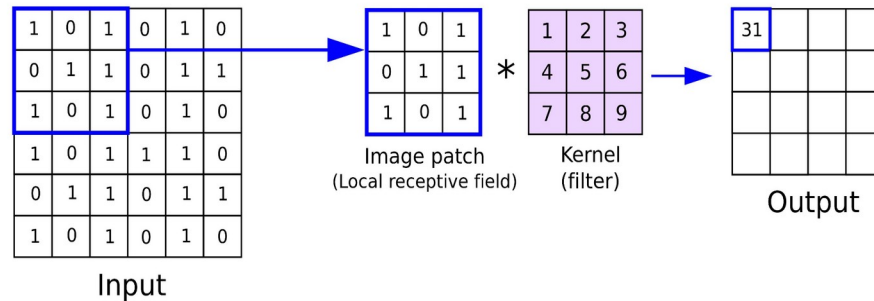 1 0 1 0 1 0
0 1 1 0 1 1
1 0 1 0 1 0
1 0 1 1 1 0
0 1 1 0 1 1
1 0 1 0 1 0
Input
1 0 1
0 1 1
1 0 1
Image patch
(Local receptive field)
*
1 2 3
4 5 6
7 8 9
Kernel
(filter)
31
Output